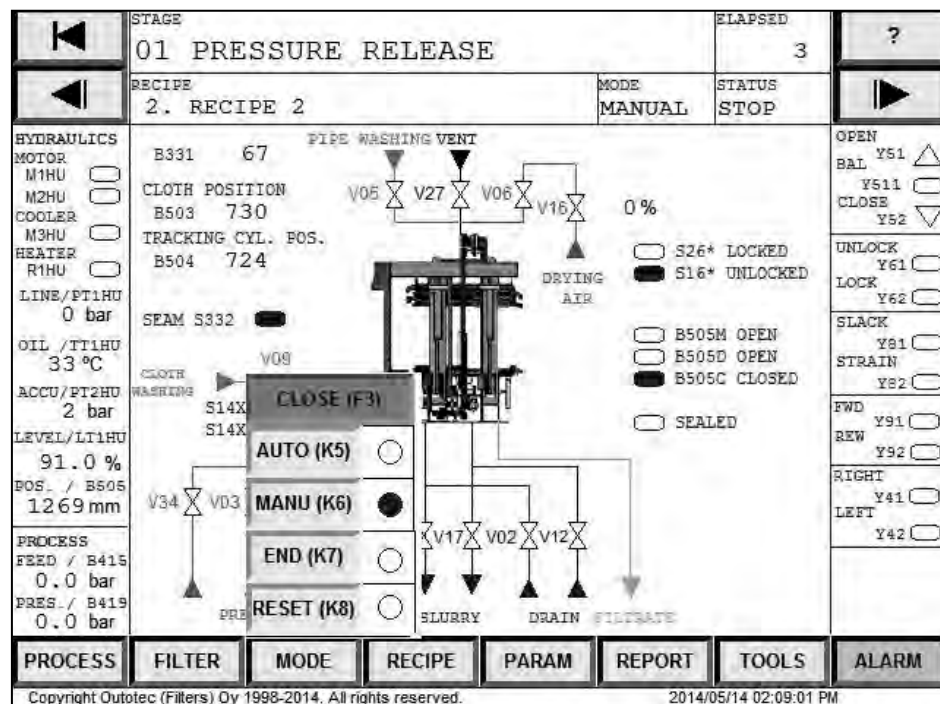 STAGE
01 PRESSURE RELEASE
ELAPSED
3
?
RECIPE
2. RECIPE 2
MODE
MANUAL
STATUS
STOP
HYDRAULICS
MOTOR
M1HU
M2HU
COOLER
M3HU
HEATER
R1HU
LINE/PT1HU
0 bar
OIL /TT1HU
33 ºC
ACCU/PT2HU
2 bar
LEVEL/LT1HU
91.0 %
POS. / B505
1269 mm
PROCESS
FEED / B415
0.0 bar
PRES./ B419
0.0 bar
B331 67
CLOTH POSITION
B503 730
TRACKING CYL. POS.
B504 724
SEAM S332
PIPE WASHING VENT
V05 V27 V06 V16
DRYING
AIR
0 %
S26* LOCKED
S16* UNLOCKED
B505M OPEN
B505D OPEN
B505C CLOSED
SEALED
V09
CLOTH
WASHING
S14X
S14X
CLOSE (F3)
AUTO (K5)
MANU (K6)
END (K7)
RESET (K8)
V34 V03
V17 V02 V12
PRE
SLURRY DRAIN FILTRATE
OPEN
Y51
BAL
Y511
CLOSE
Y52
UNLOCK
Y61
LOCK
Y62
SLACK
Y81
STRAIN
Y82
FWD
Y91
REW
Y92
RIGHT
Y41
LEFT
Y42
PROCESS FILTER MODE RECIPE PARAM REPORT TOOLS ALARM
Copyright Outotec (Filters) Oy 1998-2014. All rights reserved. 2014/05/14 02:09:01 PM